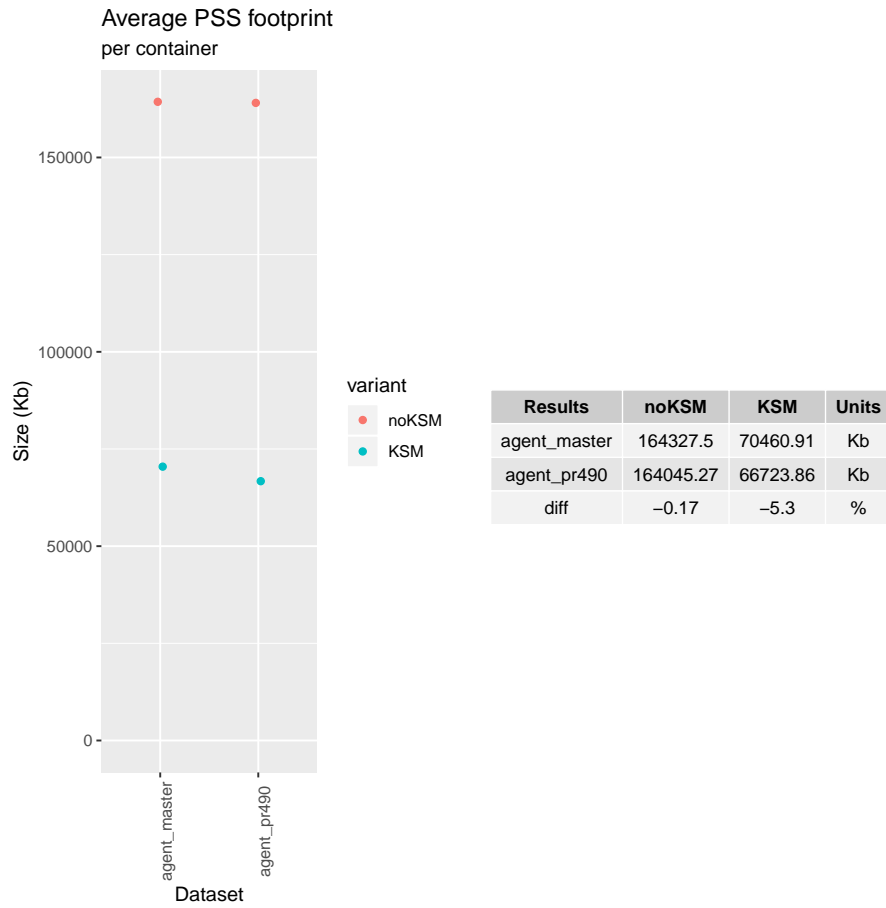 Average PSS footprint
per container
Size (Kb)
150000
100000
50000
0
agent_master
agent_pr490
Dataset
variant
noKSM
KSM
Results noKSM KSM Units
agent_master 164327.5 70460.91 Kb
agent_pr490 164045.27 66723.86 Kb
diff −0.17 −5.3 %